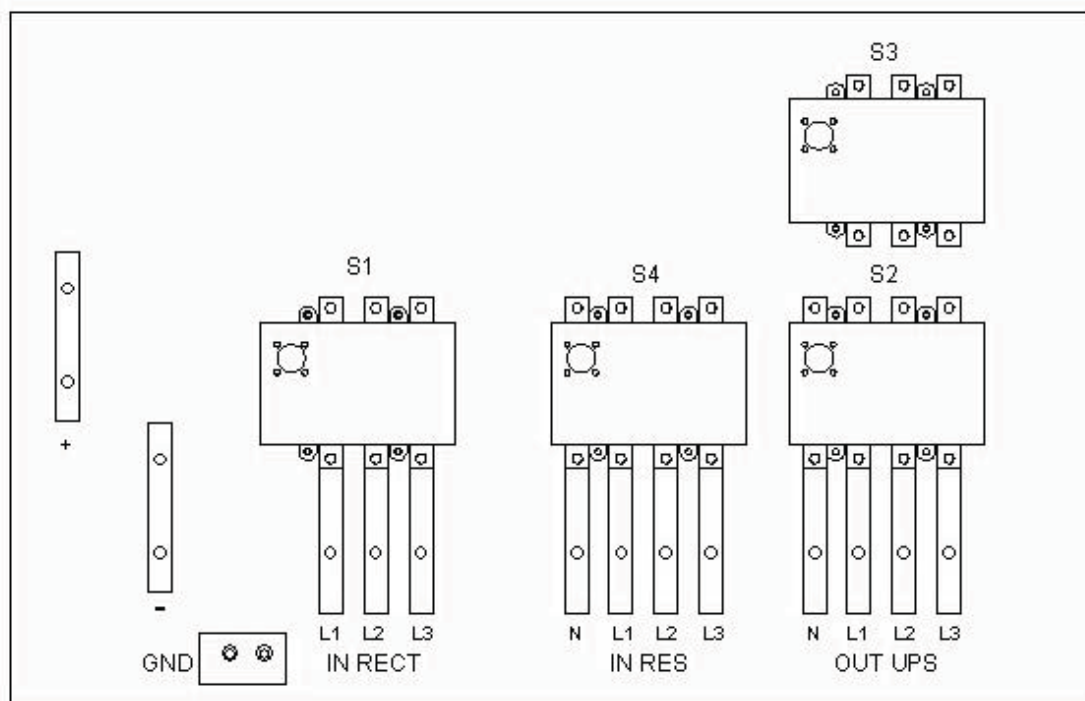 S3
S1
S4
S2
+
-
L1 L2 L3
N L1 L2 L3
N L1 L2 L3
GND
IN RECT
IN RES
OUT UPS